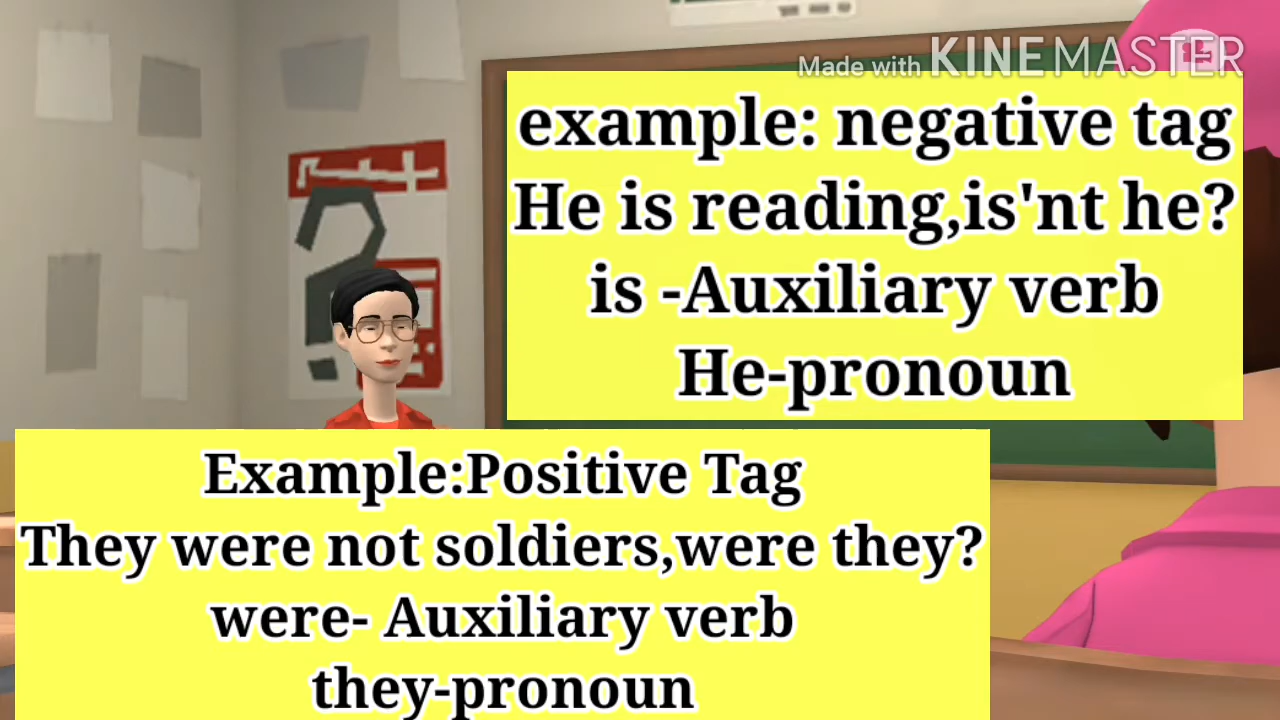 Made with KINEMASTER
example: negative tag
He is reading,is'nt he?
is -Auxiliary verb
He-pronoun
Example:Positive Tag
They were not soldiers,were they?
were- Auxiliary verb
they-pronoun